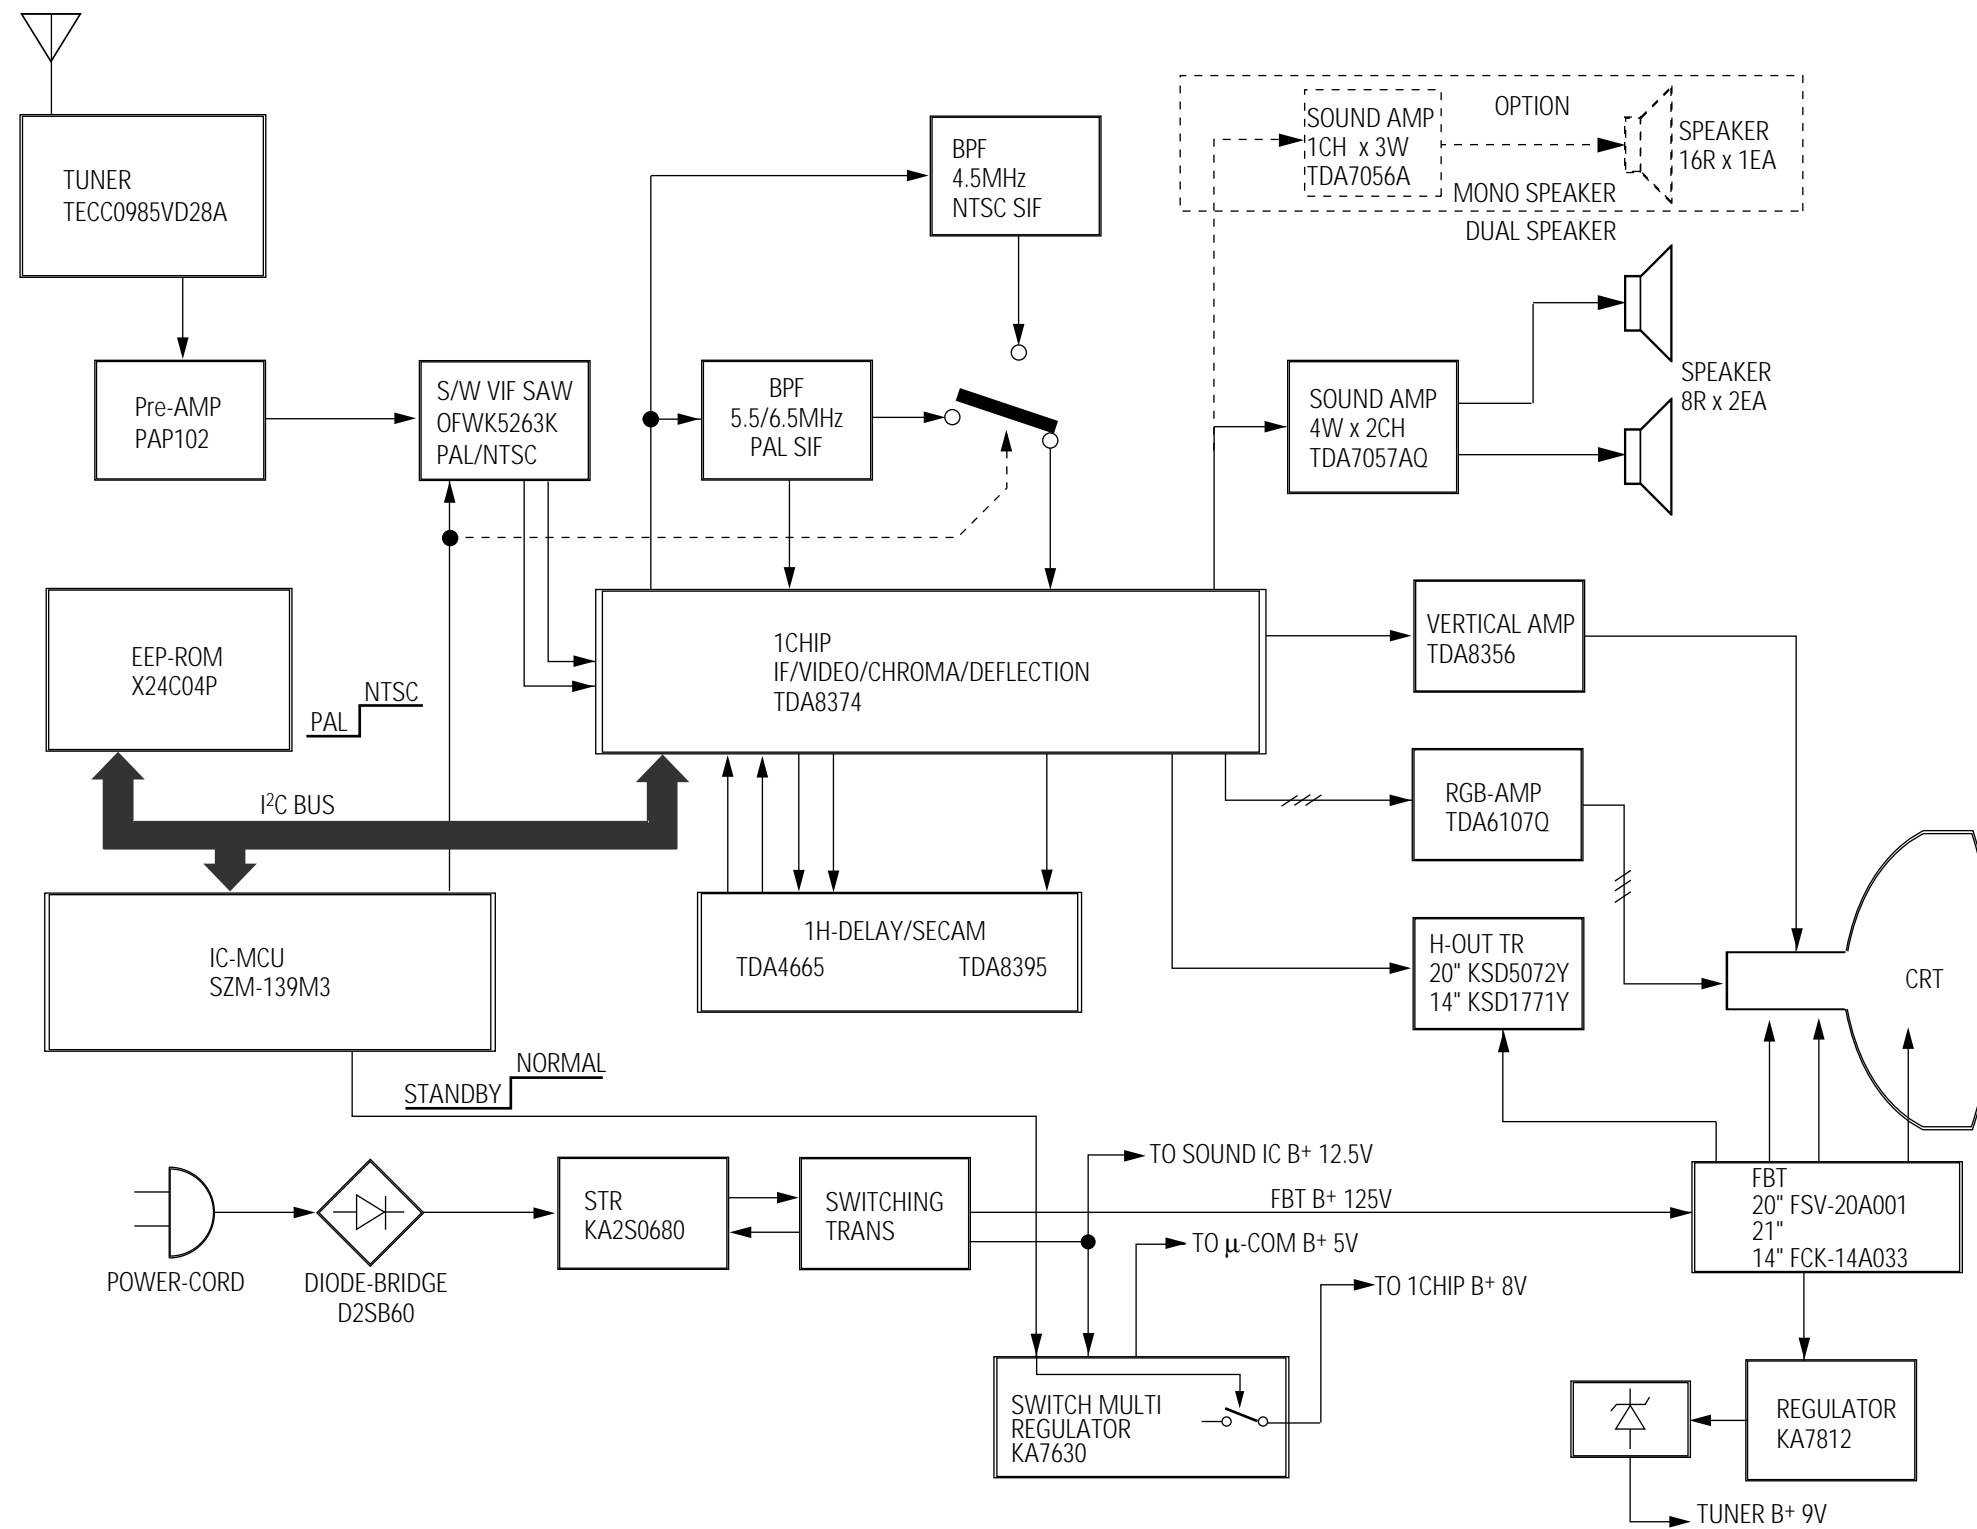 TUNER
TECC0985VD28A
BPF
4.5MHz
NTSC SIF
SOUND AMP
1CH x 3W
TDA7056A
OPTION
MONO SPEAKER
SPEAKER
16R x 1EA
DUAL SPEAKER
Pre-AMP
PAP102
S/W VIF SAW
OFWK5263K
PAL/NTSC
BPF
5.5/6.5MHz
PAL SIF
SOUND AMP
4W x 2CH
TDA7057AQ
SPEAKER
8R x 2EA
EEP-ROM
X24C04P
PAL
NTSC
1CHIP
IF/VIDEO/CHROMA/DEFLECTION
TDA8374
VERTICAL AMP
TDA8356
I²C BUS
RGB-AMP
TDA6107Q
IC-MCU
SZM-139M3
1H-DELAY/SECAM
TDA4665 TDA8395
H-OUT TR
20" KSD5072Y
14" KSD1771Y
CRT
STANDBY
NORMAL
POWER-CORD
DIODE-BRIDGE
D2SB60
STR
KA2S0680
SWITCHING
TRANS
TO SOUND IC B+ 12.5V
FBT B+ 125V
TO μ-COM B+ 5V
TO 1CHIP B+ 8V
FBT
20" FSV-20A001
21"
14" FCK-14A033
SWITCH MULTI
REGULATOR
KA7630
REGULATOR
KA7812
TUNER B+ 9V